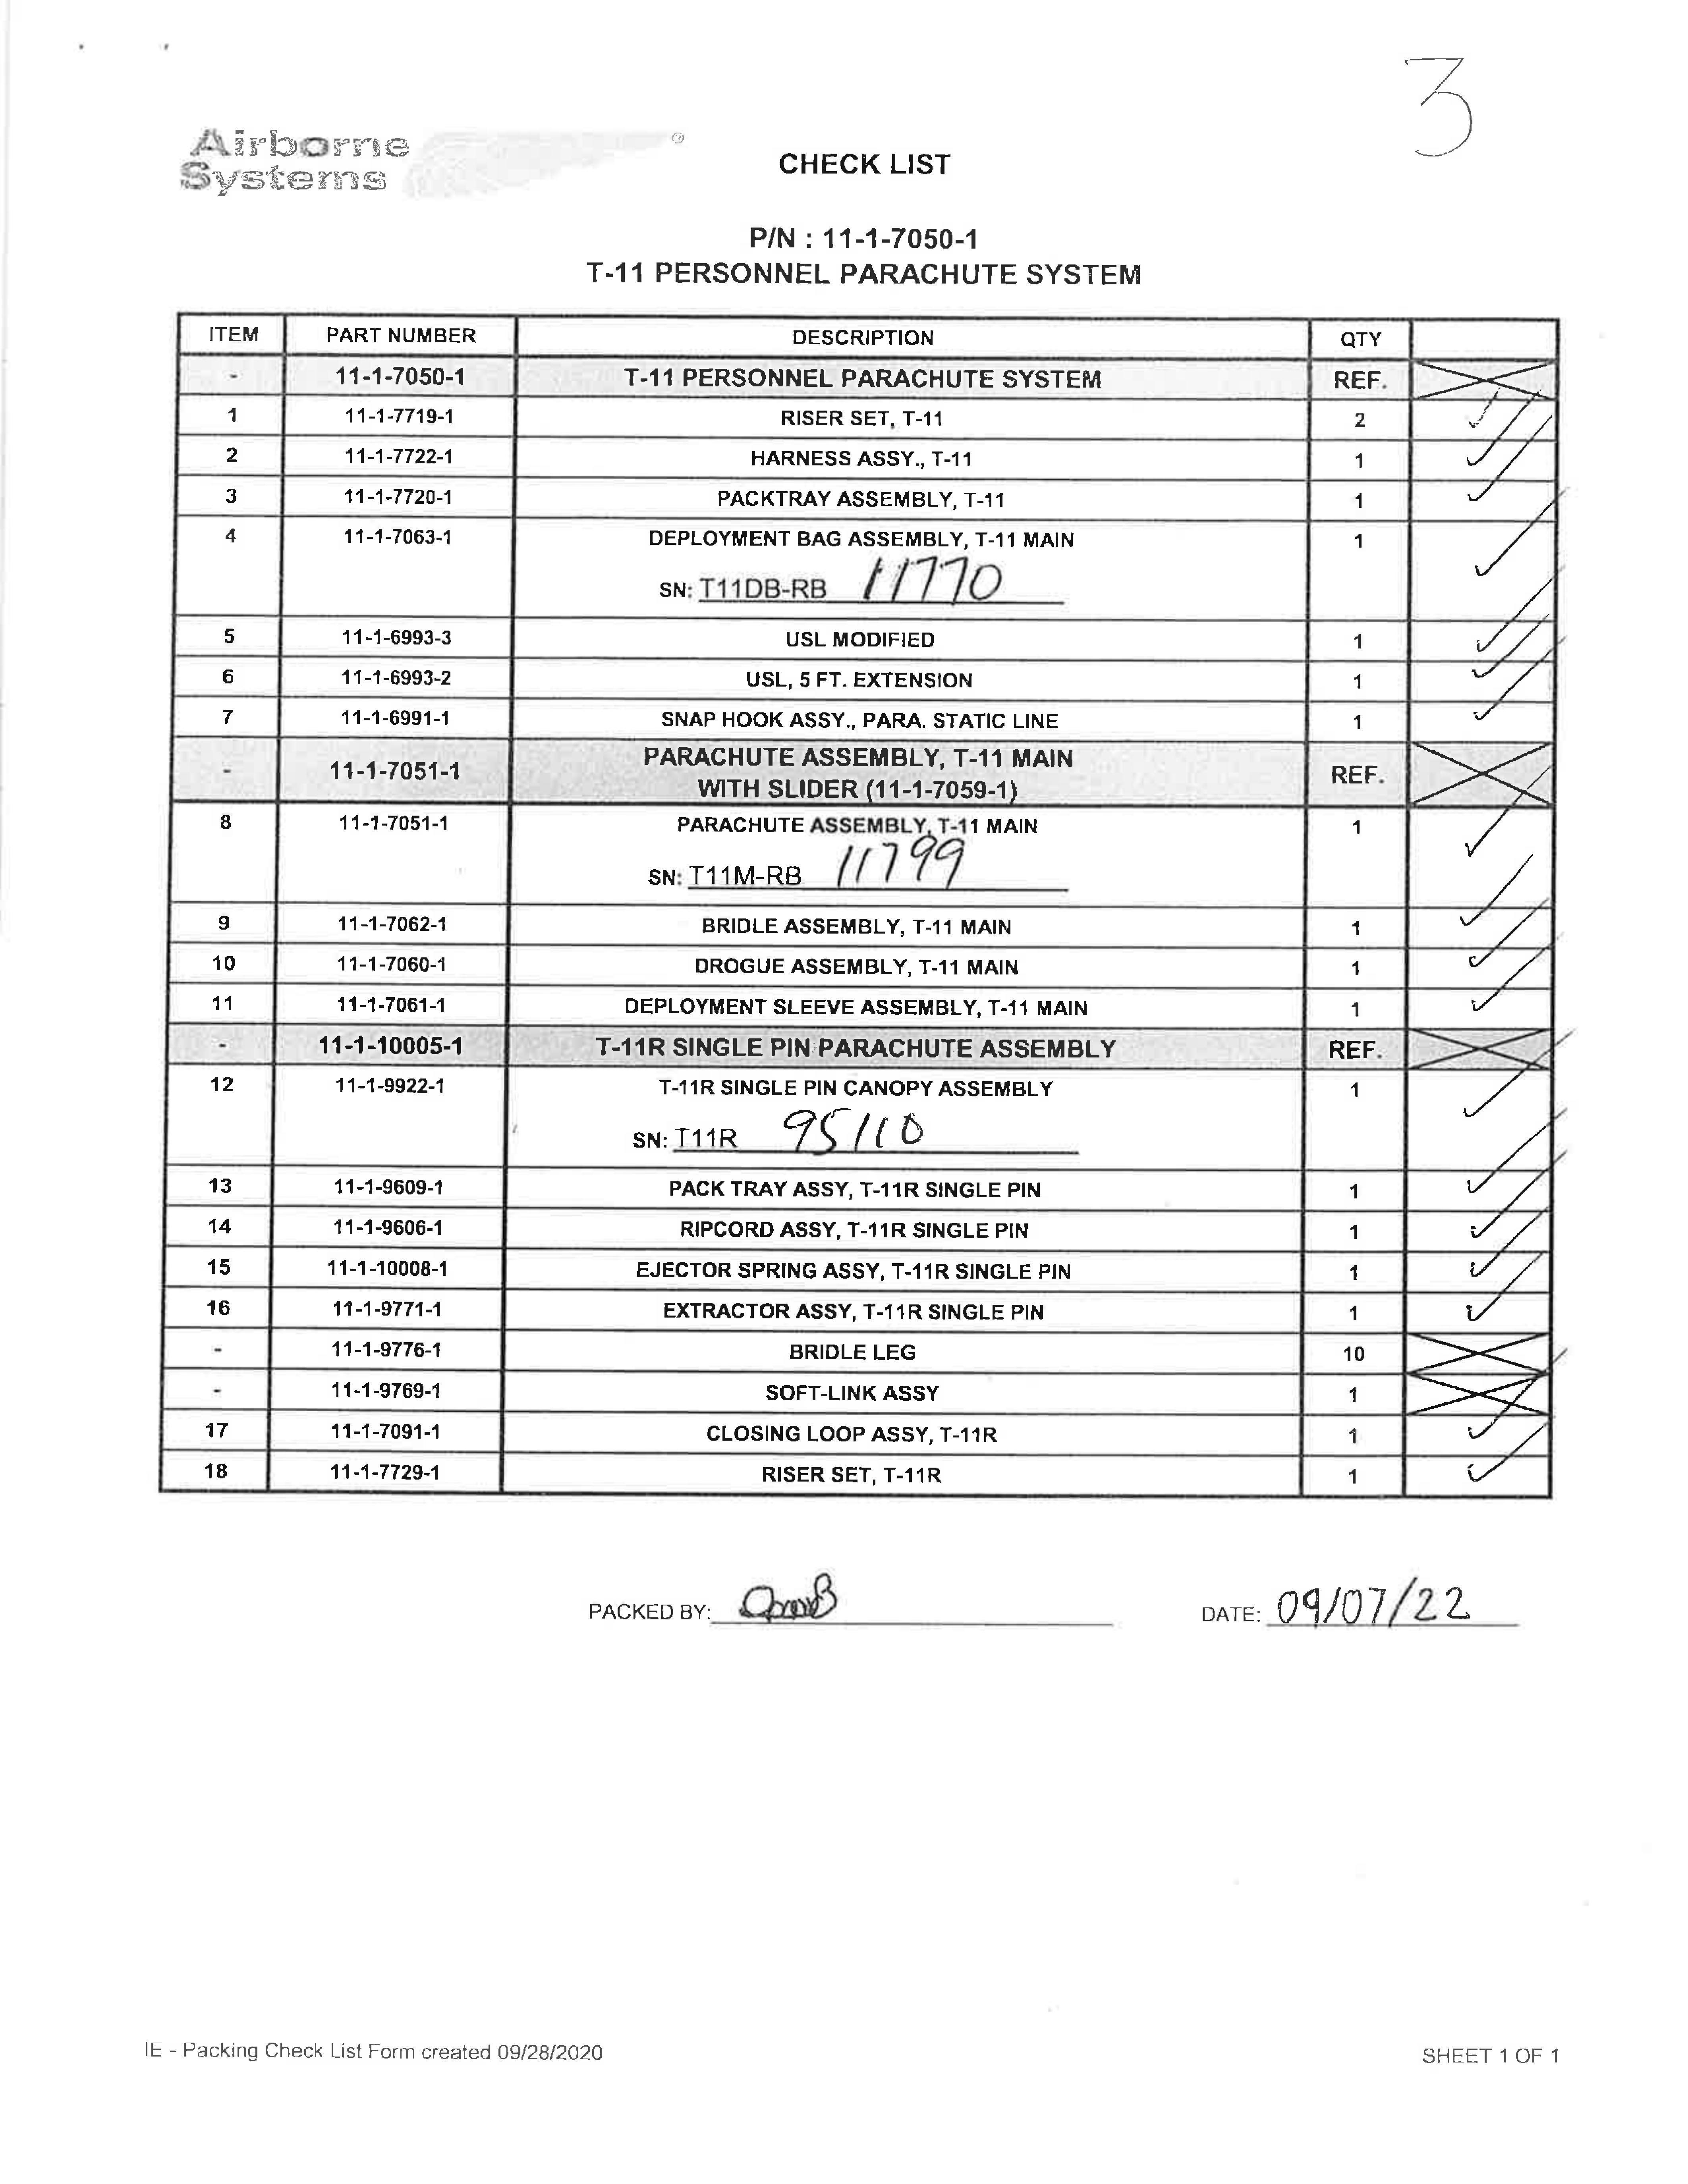 3
Airborne
Systems
®
CHECK LIST
P/N : 11-1-7050-1
T-11 PERSONNEL PARACHUTE SYSTEM
ITEM PART NUMBER DESCRIPTION QTY
- 11-1-7050-1 T-11 PERSONNEL PARACHUTE SYSTEM REF.
1 11-1-7719-1 RISER SET, T-11 2 ✓
2 11-1-7722-1 HARNESS ASSY., T-11 1 ✓
3 11-1-7720-1 PACKTRAY ASSEMBLY, T-11 1 ✓
4 11-1-7063-1 DEPLOYMENT BAG ASSEMBLY, T-11 MAIN 1 ✓
SN: T11DB-RB 11770
5 11-1-6993-3 USL MODIFIED 1 ✓
6 11-1-6993-2 USL, 5 FT. EXTENSION 1 ✓
7 11-1-6991-1 SNAP HOOK ASSY., PARA. STATIC LINE 1 ✓
- 11-1-7051-1 PARACHUTE ASSEMBLY, T-11 MAIN REF.
WITH SLIDER (11-1-7059-1)
8 11-1-7051-1 PARACHUTE ASSEMBLY, T-11 MAIN 1 ✓
SN: T11M-RB 11799
9 11-1-7062-1 BRIDLE ASSEMBLY, T-11 MAIN 1 ✓
10 11-1-7060-1 DROGUE ASSEMBLY, T-11 MAIN 1 ✓
11 11-1-7061-1 DEPLOYMENT SLEEVE ASSEMBLY, T-11 MAIN 1 ✓
- 11-1-10005-1 T-11R SINGLE PIN PARACHUTE ASSEMBLY REF.
12 11-1-9922-1 T-11R SINGLE PIN CANOPY ASSEMBLY 1 ✓
SN: T11R 95110
13 11-1-9609-1 PACK TRAY ASSY, T-11R SINGLE PIN 1 ✓
14 11-1-9606-1 RIPCORD ASSY, T-11R SINGLE PIN 1 ✓
15 11-1-10008-1 EJECTOR SPRING ASSY, T-11R SINGLE PIN 1 ✓
16 11-1-9771-1 EXTRACTOR ASSY, T-11R SINGLE PIN 1 ✓
- 11-1-9776-1 BRIDLE LEG 10
- 11-1-9769-1 SOFT-LINK ASSY 1
17 11-1-7091-1 CLOSING LOOP ASSY, T-11R 1 ✓
18 11-1-7729-1 RISER SET, T-11R 1 ✓
PACKED BY: DATE: 09/07/22
IE - Packing Check List Form created 09/28/2020 SHEET 1 OF 1